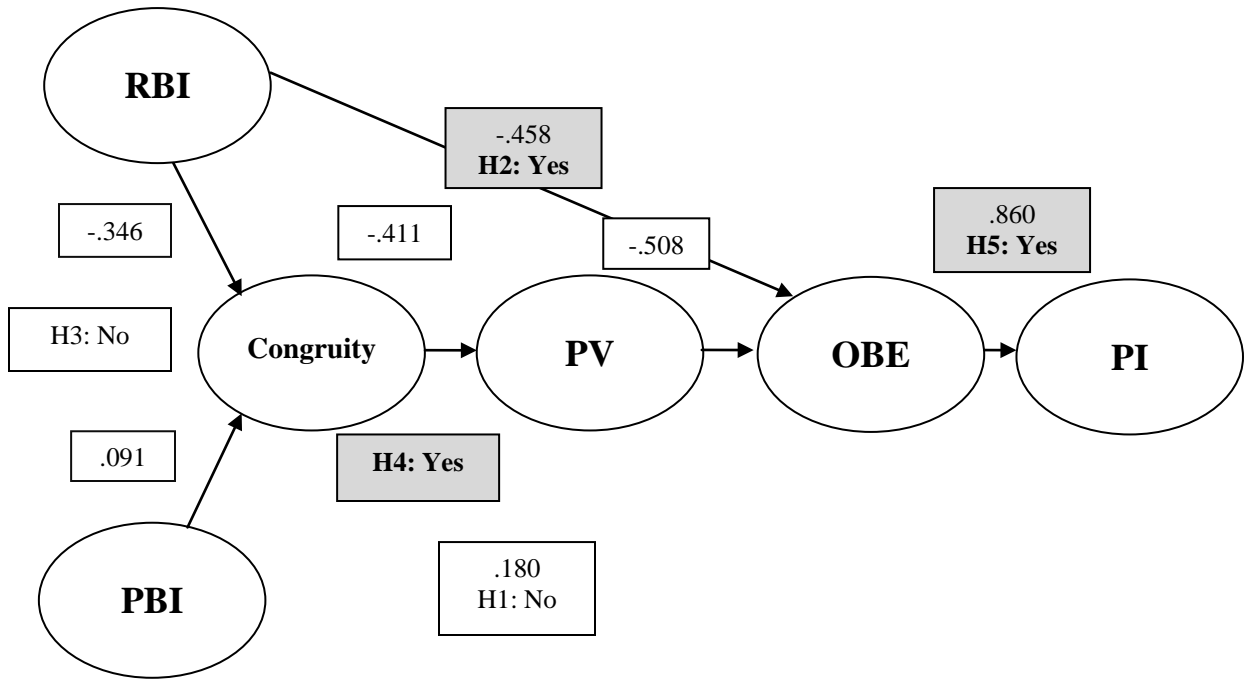 RBI
-.458
H2: Yes
-.346
-.411
-.508
.860
H5: Yes
H3: No
Congruity
PV
OBE
PI
.091
H4: Yes
PBI
.180
H1: No